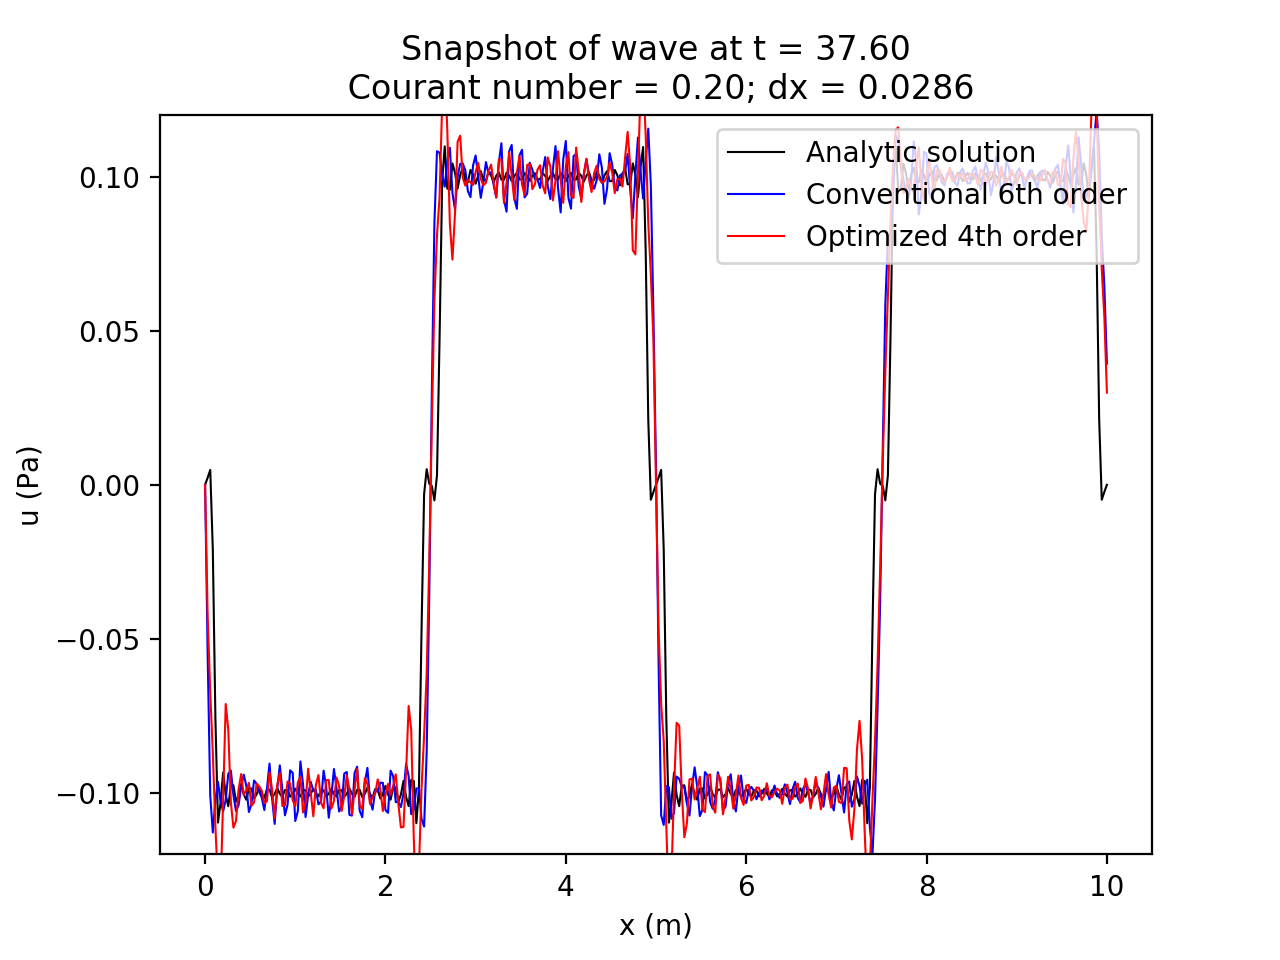 Snapshot of wave at t = 37.60
Courant number = 0.20; dx = 0.0286
Analytic solution
Conventional 6th order
Optimized 4th order
0.10
0.05
0.00
−0.05
−0.10
u (Pa)
0 2 4 6 8 10
x (m)